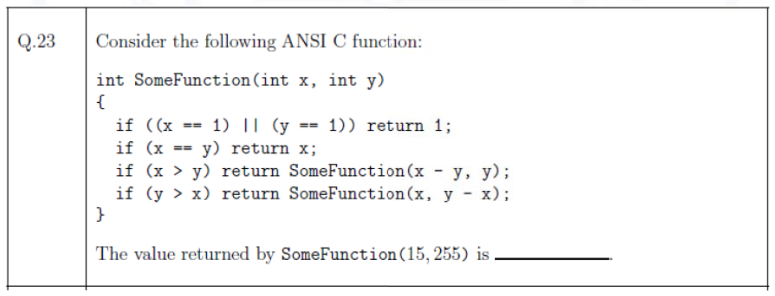 Q.23
Consider the following ANSI C function:
int SomeFunction(int x, int y)
{
if ((x == 1) || (y == 1)) return 1;
if (x == y) return x;
if (x > y) return SomeFunction(x - y, y);
if (y > x) return SomeFunction(x, y - x);
}
The value returned by SomeFunction(15, 255) is ________.